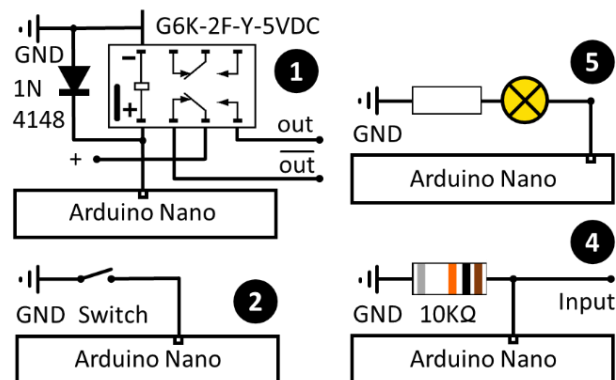 G6K-2F-Y-5VDC
GND
1N
4148
−
+
1
out
+
out
Arduino Nano
5
GND
Arduino Nano
2
GND Switch
Arduino Nano
4
GND 10KΩ
Input
Arduino Nano